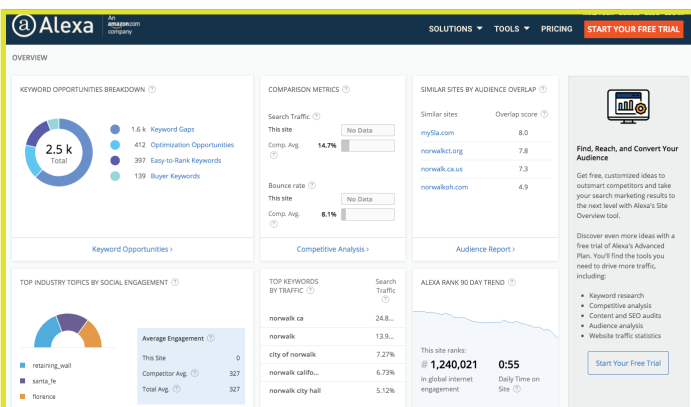 Alexa
An
amazon.com
company
SOLUTIONS
TOOLS
PRICING
START YOUR FREE TRIAL
OVERVIEW
KEYWORD OPPORTUNITIES BREAKDOWN ?
2.5 k
Total
1.6 k Keyword Gaps
412 Optimization Opportunities
397 Easy-to-Rank Keywords
139 Buyer Keywords
Keyword Opportunities >
COMPARISON METRICS ?
Search Traffic ?
This site No Data
Comp. Avg. 14.7%
?
Bounce rate ?
This site No Data
Comp. Avg. 8.1%
?
Competitive Analysis >
SIMILAR SITES BY AUDIENCE OVERLAP ?
Similar sites Overlap score ?
my5la.com 8.0
norwalkct.org 7.8
norwalk.ca.us 7.3
norwalkoh.com 4.9
Audience Report >
Find, Reach, and Convert Your
Audience
Get free, customized ideas to
outsmart competitors and take
your search marketing results to
the next level with Alexa's Site
Overview tool.
Discover even more ideas with a
free trial of Alexa's Advanced
Plan. You'll find the tools you
need to drive more traffic,
including:
• Keyword research
• Competitive analysis
• Content and SEO audits
• Audience analysis
• Website traffic statistics
Start Your Free Trial
TOP INDUSTRY TOPICS BY SOCIAL ENGAGEMENT ?
retaining_wall
santa_fe
florence
Average Engagement ?
This Site 0
Competitor Avg. ? 327
Total Avg. ? 327
TOP KEYWORDS
BY TRAFFIC ?
Search
Traffic
?
norwalk ca 24.8...
norwalk 13.9...
city of norwalk 7.27%
norwalk califo... 6.73%
norwalk city hall 5.12%
ALEXA RANK 90 DAY TREND ?
This site ranks:
# 1,240,021
in global internet
engagement
0:55
Daily Time on
Site ?